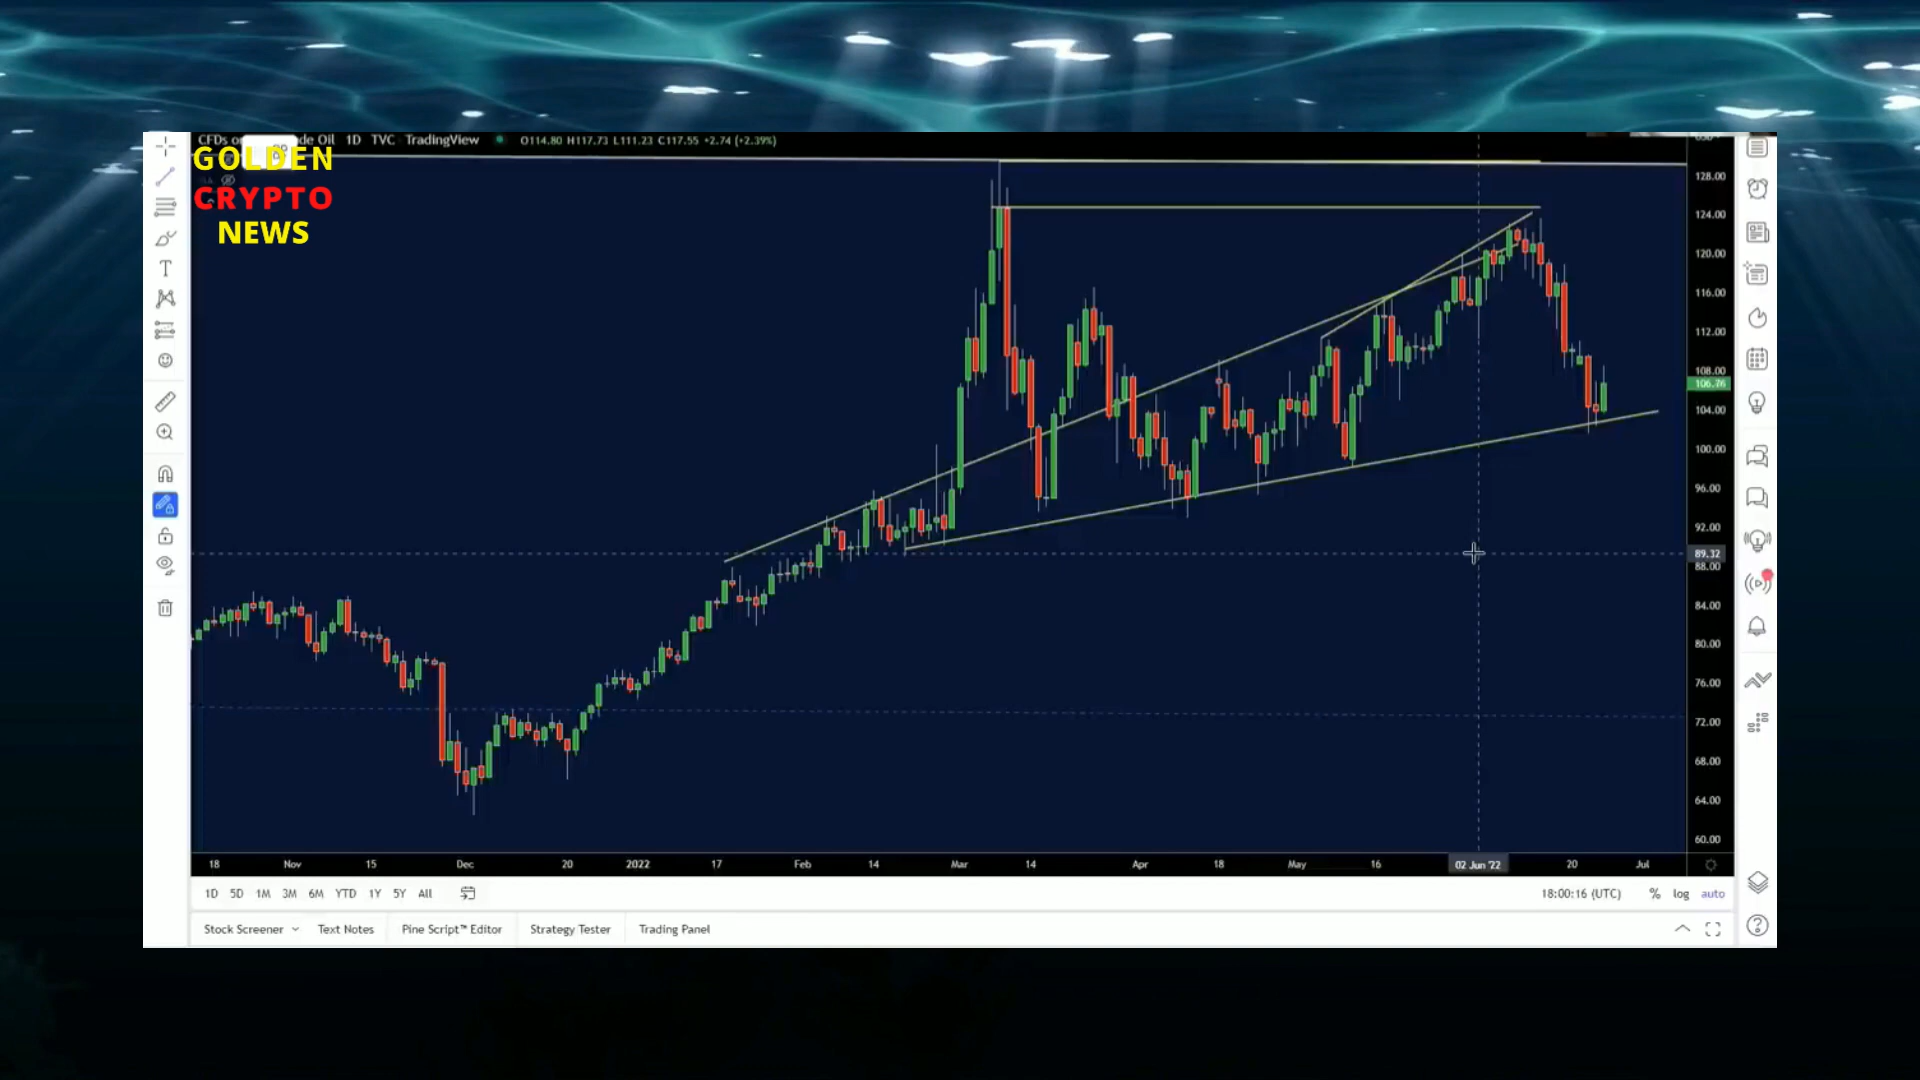 CFDs o de Oil 1D TVC TradingView O114.80 H117.73 L111.23 C117.55 +2.74 (+2.39%)
GOLDEN
CRYPTO
NEWS
128.00
124.00
120.00
116.00
112.00
108.00
106.76
104.00
100.00
96.00
92.00
89.32
88.00
84.00
80.00
76.00
72.00
68.00
64.00
60.00
18 Nov 15 Dec 20 2022 17 Feb 14 Mar 14 Apr 18 May 16 02 Jun '22 20 Jul
1D 5D 1M 3M 6M YTD 1Y 5Y All 18:00:16 (UTC) % log auto
Stock Screener Text Notes Pine Script™ Editor Strategy Tester Trading Panel